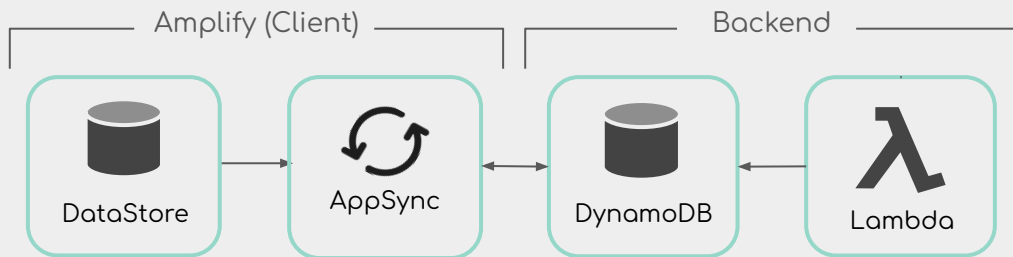 Amplify (Client)
Backend
DataStore
AppSync
DynamoDB
Lambda